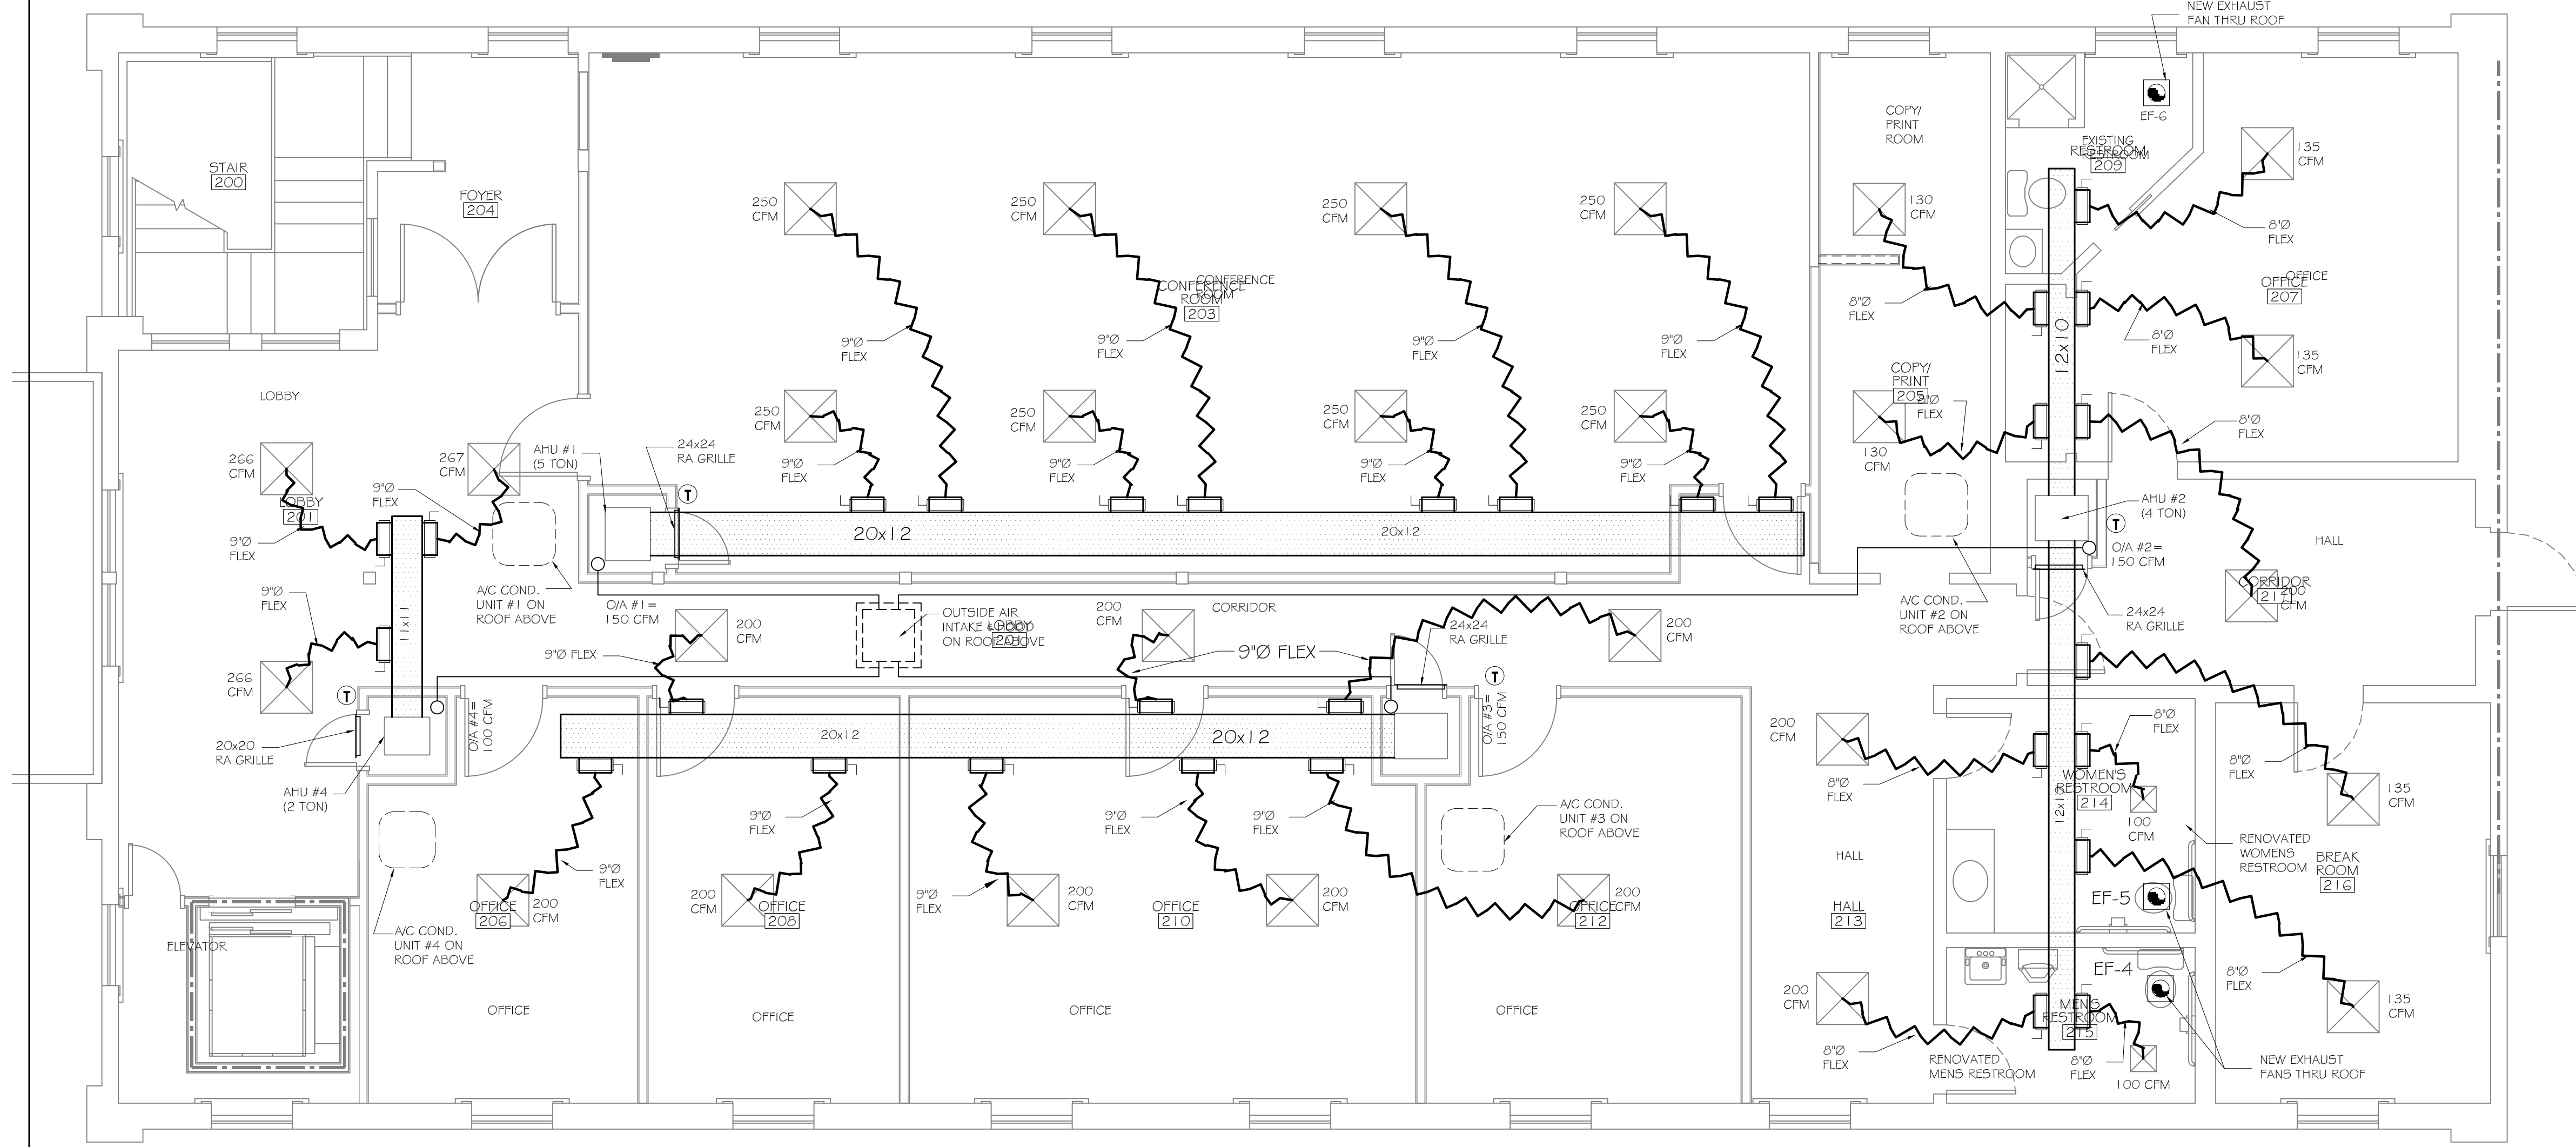 NEW EXHAUST
FAN THRU ROOF
EF-6
EXISTING
RESTROOM
RESTROOM
209
135
CFM
8"Ø
FLEX
OFFICE
OFFICE
207
8"Ø
FLEX
135
CFM
8"Ø
FLEX
COPY/
PRINT
ROOM
130
CFM
8"Ø
FLEX
12x10
COPY/
PRINT
205
8"Ø
FLEX
130
CFM
STAIR
200
FOYER
204
250
CFM
250
CFM
250
CFM
250
CFM
CONFERENCE
ROOM
CONFERENCE
ROOM
203
9"Ø
FLEX
9"Ø
FLEX
9"Ø
FLEX
9"Ø
FLEX
250
CFM
250
CFM
250
CFM
250
CFM
9"Ø
FLEX
9"Ø
FLEX
9"Ø
FLEX
9"Ø
FLEX
LOBBY
266
CFM
267
CFM
AHU #1
(5 TON)
24x24
RA GRILLE
T
9"Ø
FLEX
LOBBY
201
9"Ø
FLEX
20x12
20x12
AHU #2
(4 TON)
T
O/A #2=
150 CFM
HALL
CORRIDOR
211
200
CFM
24x24
RA GRILLE
A/C COND.
UNIT #2 ON
ROOF ABOVE
9"Ø
FLEX
11x11
A/C COND.
UNIT #1 ON
ROOF ABOVE
O/A #1=
150 CFM
200
CFM
OUTSIDE AIR
INTAKE & HOOD
ON ROOF ABOVE
LOBBY
201
200
CFM
CORRIDOR
9"Ø FLEX
9"Ø FLEX
24x24
RA GRILLE
200
CFM
T
O/A #3=
150 CFM
266
CFM
T
20x20
RA GRILLE
AHU #4
(2 TON)
O/A #4=
100 CFM
20x12
20x12
200
CFM
8"Ø
FLEX
8"Ø
FLEX
8"Ø
FLEX
WOMEN'S
RESTROOM
214
12x10
100
CFM
135
CFM
RENOVATED
WOMENS
RESTROOM
BREAK
ROOM
216
9"Ø
FLEX
9"Ø
FLEX
9"Ø
FLEX
A/C COND.
UNIT #3 ON
ROOF ABOVE
9"Ø
FLEX
9"Ø
FLEX
200
CFM
OFFICE
206
200
CFM
OFFICE
208
200
CFM
OFFICE
210
200
CFM
200
CFM
OFFICE
212
A/C COND.
UNIT #4 ON
ROOF ABOVE
ELEVATOR
OFFICE
OFFICE
OFFICE
OFFICE
HALL
HALL
213
EF-5
EF-4
8"Ø
FLEX
135
CFM
200
CFM
8"Ø
FLEX
MENS
RESTROOM
215
RENOVATED
MENS RESTROOM
8"Ø
FLEX
100 CFM
NEW EXHAUST
FANS THRU ROOF